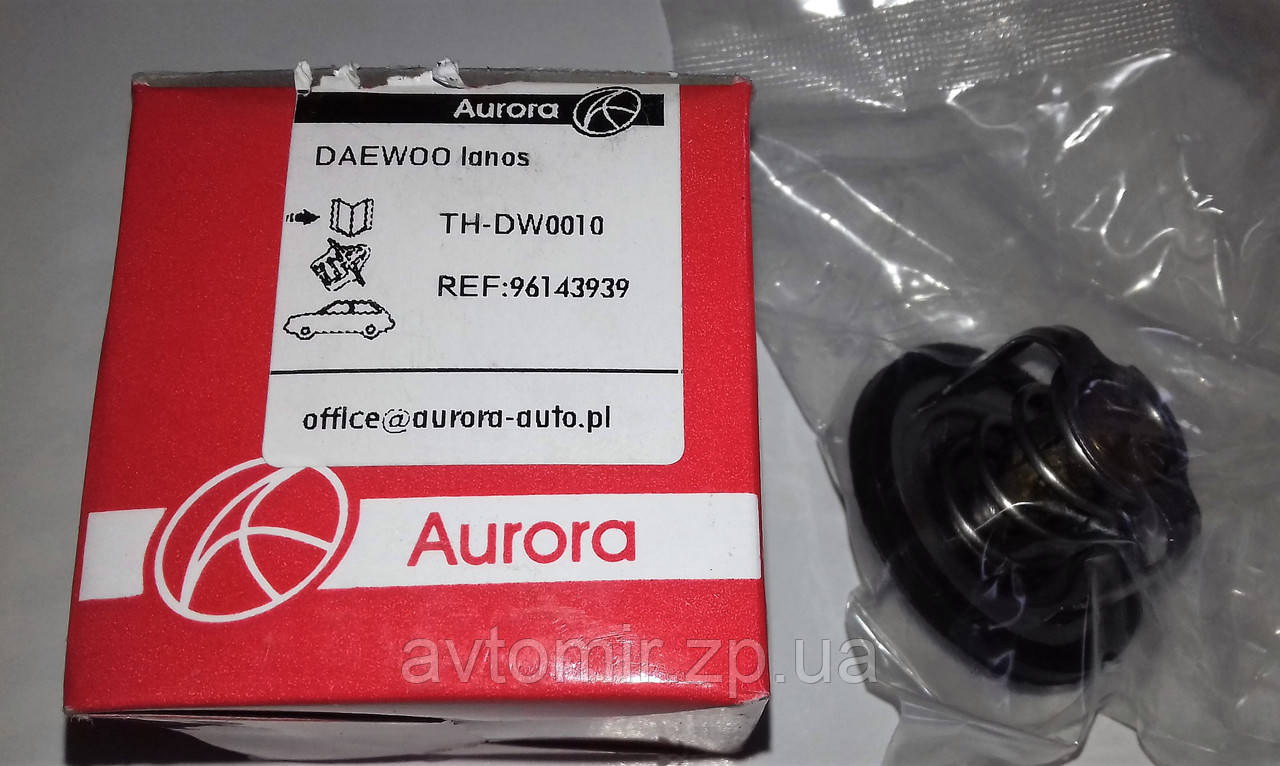 Aurora
DAEWOO lanos
TH-DW0010
REF:96143939
office@aurora-auto.pl
Aurora
avtomir.zp.ua